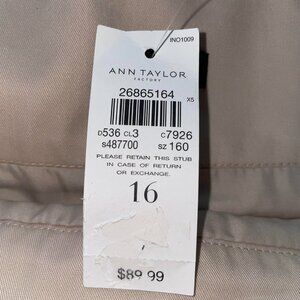 INO1009
ANN TAYLOR
FACTORY
26865164
X5
D536 CL3 C7926
S487700 SZ 160
PLEASE RETAIN THIS STUB
IN CASE OF RETURN
OR EXCHANGE.
16
$89.99